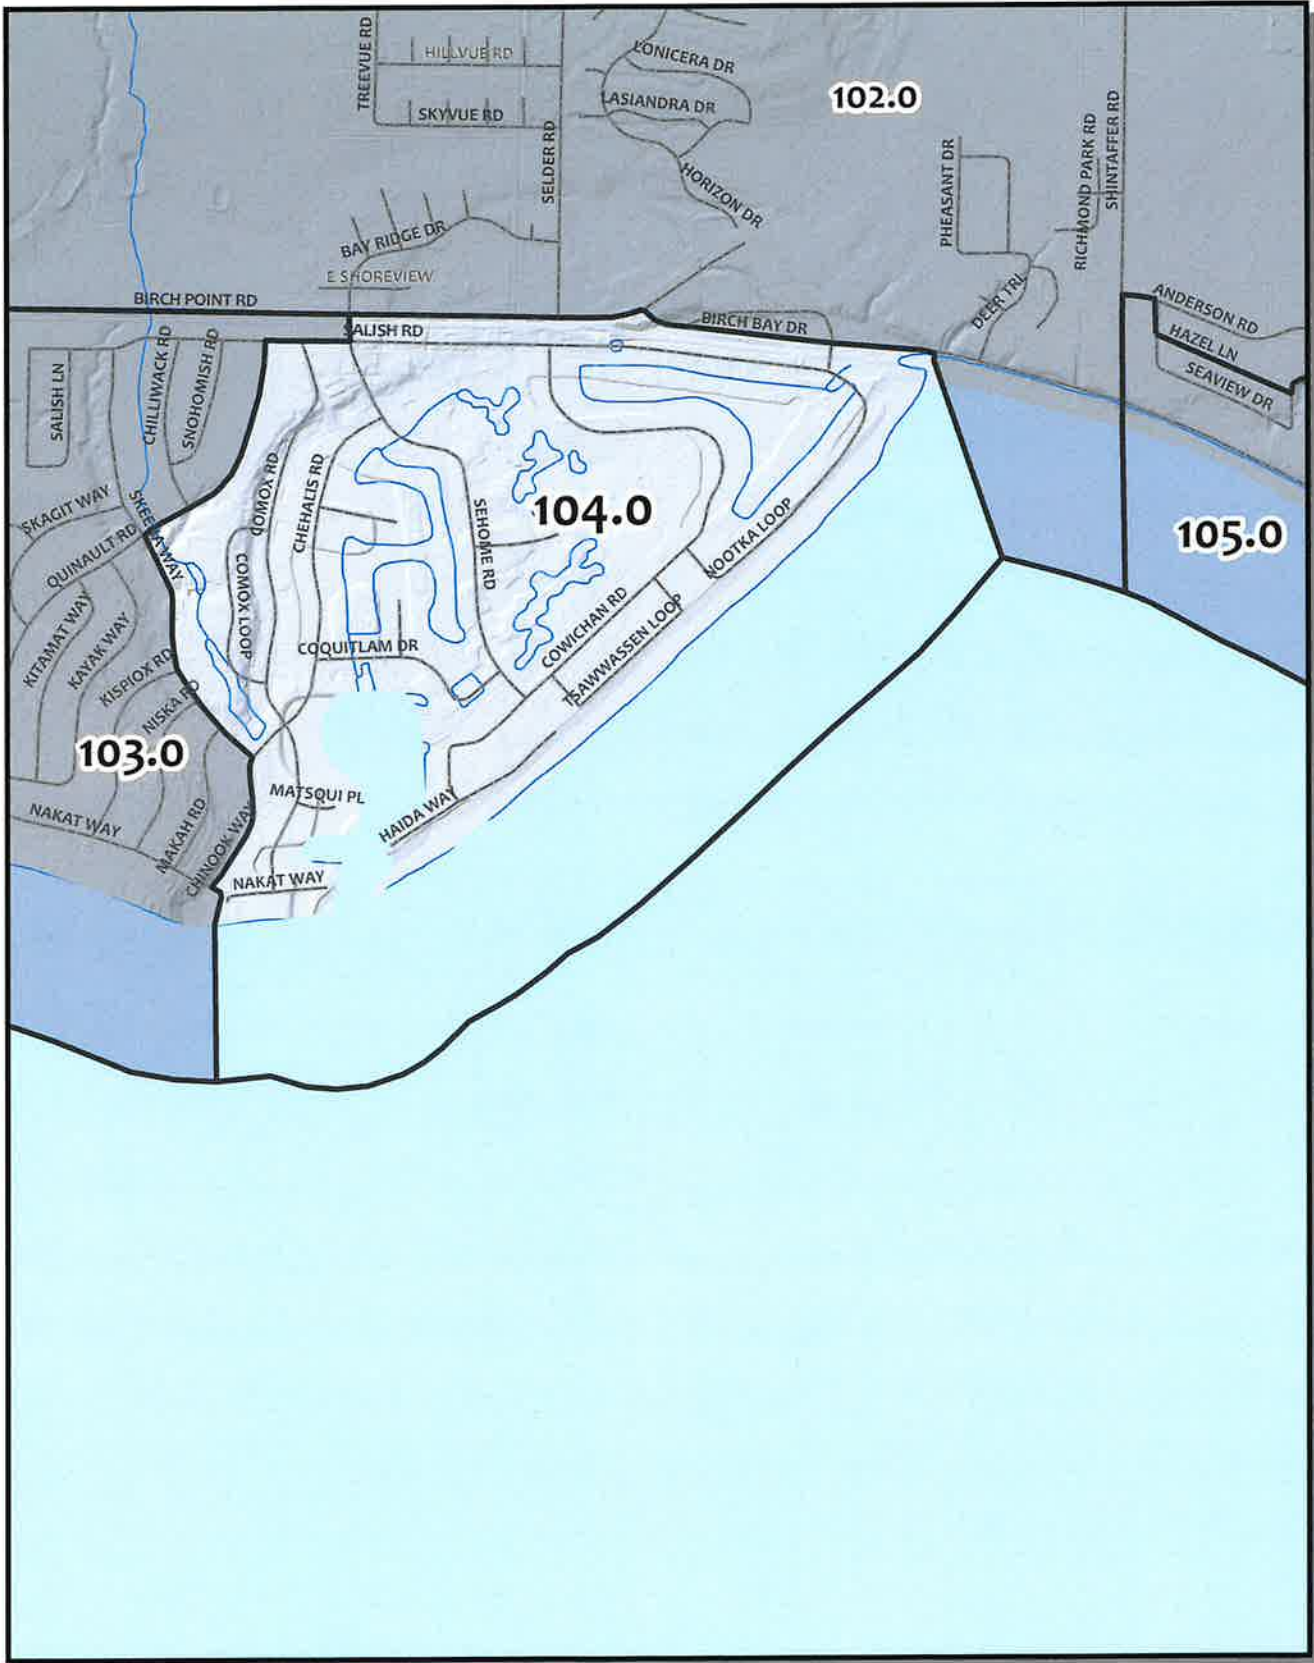 TREEVUE RD
HILLVUE RD
SKYVUE RD
SELDER RD
LONICERA DR
LASIANDRA DR
HORIZON DR
102.0
PHEASANT DR
RICHMOND PARK RD
SHINTAFFER RD
BAY RIDGE DR
E SHOREVIEW
DEER TRL
BIRCH POINT RD
SALISH RD
BIRCH BAY DR
ANDERSON RD
HAZEL LN
SEAVIEW DR
SALISH LN
CHILLIWACK RD
SNOHOMISH RD
SKAGIT WAY
QUINAULT RD
SKEENA WAY
COMOX RD
CHEHALIS RD
COMOX LOOP
SEHOME RD
104.0
NOOTKA LOOP
105.0
KITAMAT WAY
KAYAK WAY
KISPIOX RD
NISKA RD
COQUITLAM DR
COWICHAN RD
TSAWWASSEN LOOP
103.0
MATSQUI PL
HAIDA WAY
NAKAT WAY
MAKAH RD
CHINOOK WAY
NAKAT WAY